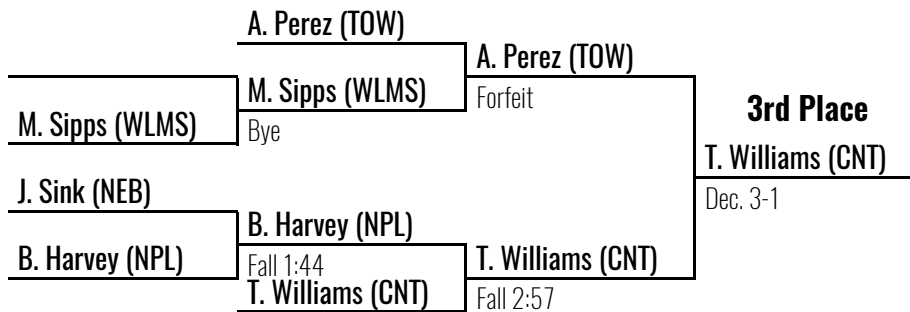 A. Perez (TOW)
A. Perez (TOW)
M. Sipps (WLMS)
Forfeit
3rd Place
M. Sipps (WLMS)
Bye
T. Williams (CNT)
Dec. 3-1
J. Sink (NEB)
B. Harvey (NPL)
B. Harvey (NPL)
Fall 1:44
T. Williams (CNT)
T. Williams (CNT)
Fall 2:57